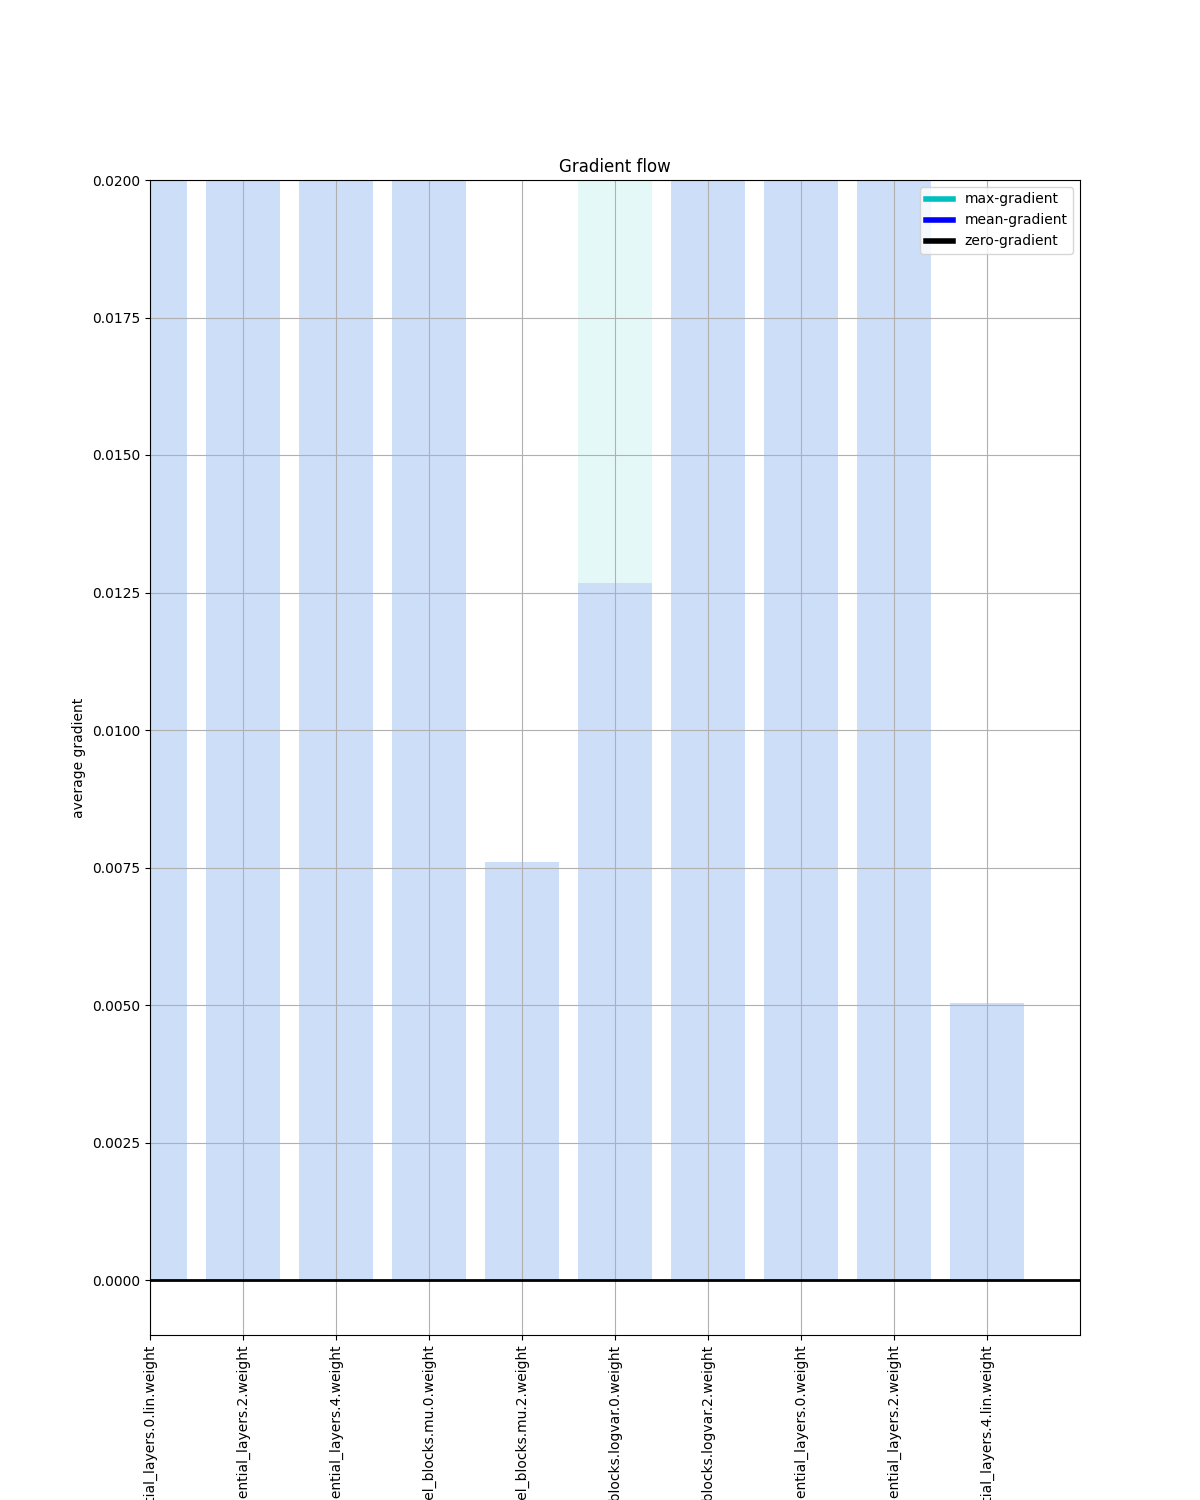 Gradient flow
max-gradient
mean-gradient
zero-gradient
0.0200
0.0175
0.0150
0.0125
0.0100
0.0075
0.0050
0.0025
0.0000
average gradient
tial_layers.0.lin.weight
ential_layers.2.weight
ential_layers.4.weight
el_blocks.mu.0.weight
el_blocks.mu.2.weight
blocks.logvar.0.weight
blocks.logvar.2.weight
ential_layers.0.weight
ential_layers.2.weight
tial_layers.4.lin.weight